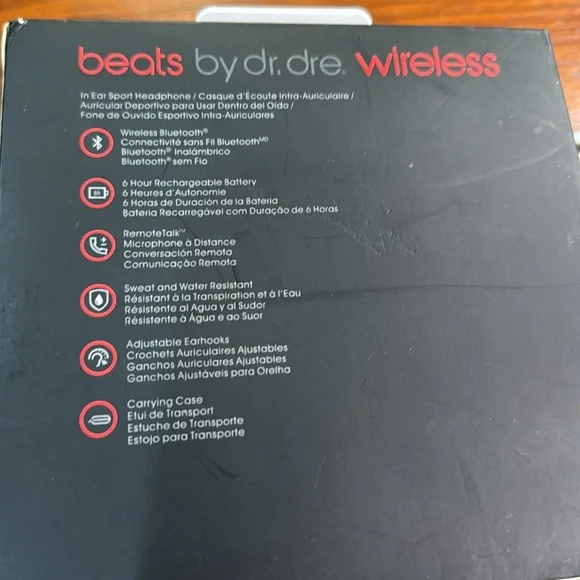 beats by dr. dre. wireless
In Ear Sport Headphone / Casque d'Écoute Intra-Auriculaire /
Auricular Deportivo para Usar Dentro del Oído /
Fone de Ouvido Esportivo Intra-Auriculares
Wireless Bluetooth®
Connectivité sans Fil Bluetooth MD
Bluetooth® Inalámbrico
Bluetooth® sem Fio
6h
6 Hour Rechargeable Battery
6 Heures d'Autonomie
6 Horas de Duración de la Batería
Bateria Recarregável com Duração de 6 Horas
RemoteTalk™
Microphone à Distance
Conversación Remota
Comunicação Remota
Sweat and Water Resistant
Résistant à la Transpiration et à l'Eau
Résistente al Agua y al Sudor
Résistente à Água e ao Suor
Adjustable Earhooks
Crochets Auriculaires Ajustables
Ganchos Auriculares Ajustables
Ganchos Ajustáveis para Orelha
Carrying Case
Etui de Transport
Estuche de Transporte
Estojo para Transporte